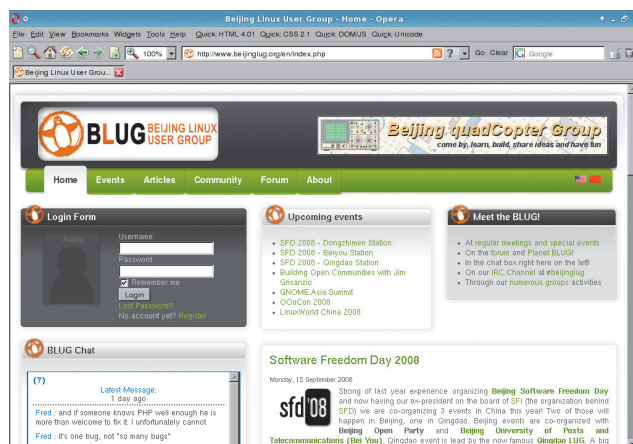 Beijing Linux User Group - Home - Opera
File Edit View Bookmarks Widgets Tools Help Quick: HTML 4.01 Quick: CSS 2.1 Quick: DOM/JS Quick: Unicode
100% http://www.beijinglug.org/en/index.php ? Go Clear G Google
Beijing Linux User Grou...
BLUG BEIJING LINUX USER GROUP
Beijing quadCopter Group
come by, learn, build, share ideas and have fun
Home Events Articles Community Forum About
Login Form
Avatar
Username
Password
Remember me
Login
Lost Password?
No account yet? Register
Upcoming events
SFD 2008 - Dongzhimen Station
SFD 2008 - Beiyou Station
SFD 2008 - Qingdao Station
Building Open Communities with Jim
Grisanzio
GNOME.Asia Summit
OOoCon 2008
LinuxWorld China 2008
Meet the BLUG!
At regular meetings and special events
On the forum and Planet BLUG!
In the chat box right here on the left!
On our IRC Channel at #beijinglug
Through our numerous groups activities
BLUG Chat
(?)
Latest Message:
1 day ago
Fred : and if someone knows PHP well enough he is
more than welcome to fix it. I unfortunately cannot
Fred : it's one bug, not "so many bugs"
Software Freedom Day 2008
Monday, 15 September 2008
sfd'08
Strong of last year experience organizing Beijing Software Freedom Day
and now having our ex-president on the board of SFI (the organization behind
SFD) we are co-organizing 3 events in China this year! Two of those will
happen in Beijing, one in Qingdao. Beijing events are co-organized with
Beijing Open Party and Beijing University of Posts and
Telecommunications (Bei You), Qingdao event is lead by the now famous Qingdao LUG. A big